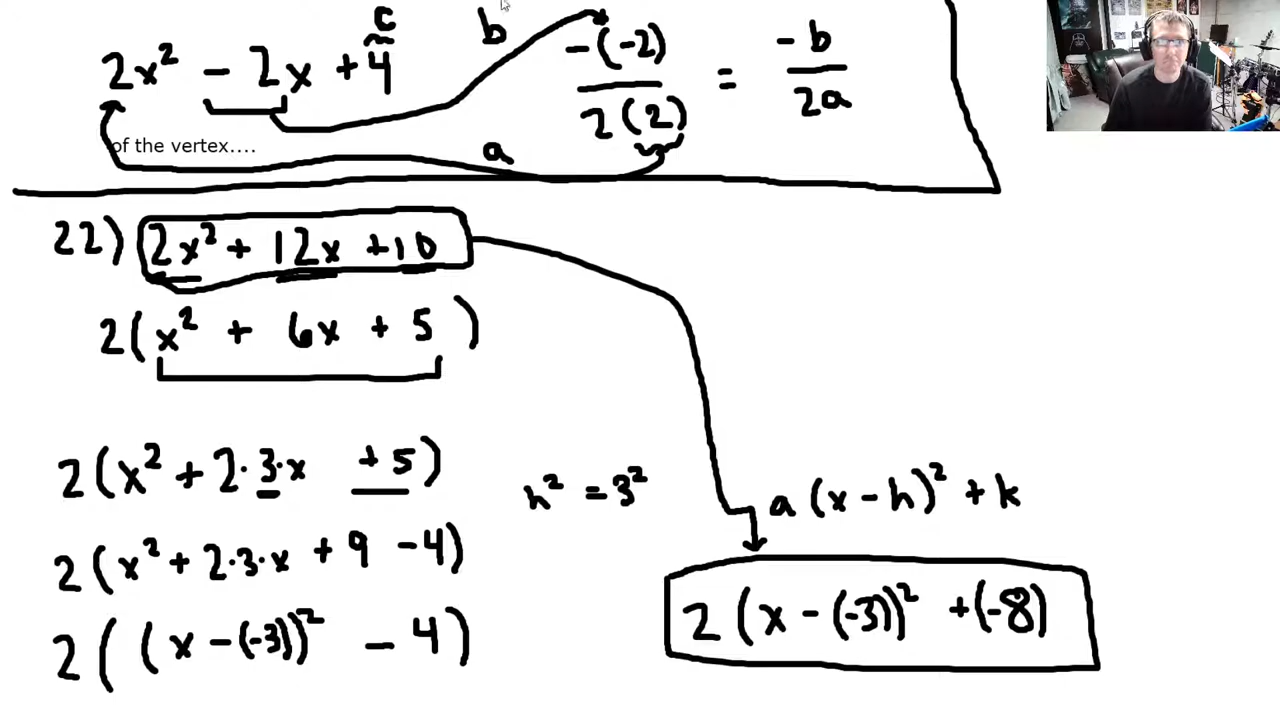 c
2x² - 2x + 4
b
-(-2) / 2(2) = -b / 2a
of the vertex....
a
22) 2x² + 12x + 10
2(x² + 6x + 5)
2(x² + 2·3·x + 5)
h² = 3²
a(x - h)² + k
2(x² + 2·3·x + 9 - 4)
2(x - (-3))² + (-8)
2((x - (-3))² - 4)